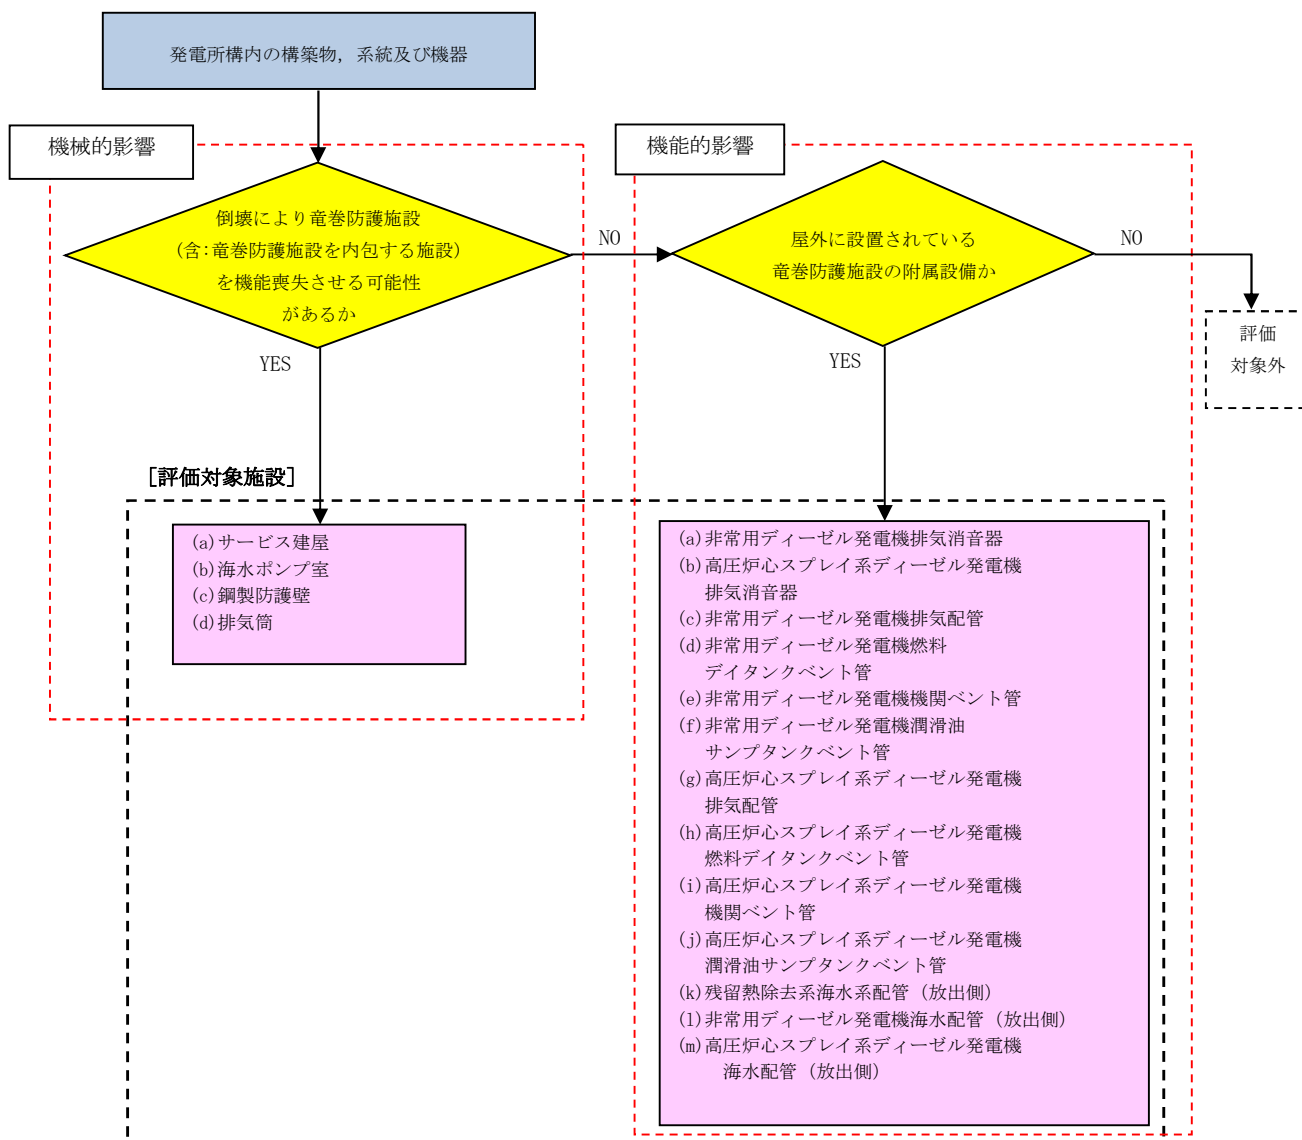 発電所構内の構築物，系統及び機器
機械的影響
機能的影響
倒壊により竜巻防護施設
(含:竜巻防護施設を内包する施設)
を機能喪失させる可能性
があるか
NO
屋外に設置されている
竜巻防護施設の附属設備か
NO
評価
対象外
YES
YES
[評価対象施設]
(a)サービス建屋
(b)海水ポンプ室
(c)鋼製防護壁
(d)排気筒
(a)非常用ディーゼル発電機排気消音器
(b)高圧炉心スプレイ系ディーゼル発電機
排気消音器
(c)非常用ディーゼル発電機排気配管
(d)非常用ディーゼル発電機燃料
デイタンクベント管
(e)非常用ディーゼル発電機機関ベント管
(f)非常用ディーゼル発電機潤滑油
サンプタンクベント管
(g)高圧炉心スプレイ系ディーゼル発電機
排気配管
(h)高圧炉心スプレイ系ディーゼル発電機
燃料デイタンクベント管
(i)高圧炉心スプレイ系ディーゼル発電機
機関ベント管
(j)高圧炉心スプレイ系ディーゼル発電機
潤滑油サンプタンクベント管
(k)残留熱除去系海水系配管（放出側）
(l)非常用ディーゼル発電機海水配管（放出側）
(m)高圧炉心スプレイ系ディーゼル発電機
海水配管（放出側）